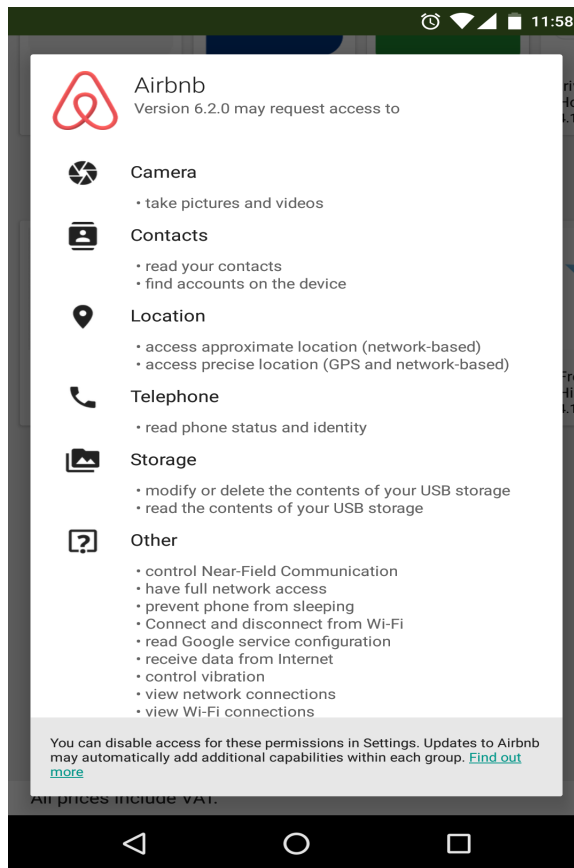 11:58
Airbnb
Version 6.2.0 may request access to
Camera
• take pictures and videos
Contacts
• read your contacts
• find accounts on the device
Location
• access approximate location (network-based)
• access precise location (GPS and network-based)
Telephone
• read phone status and identity
Storage
• modify or delete the contents of your USB storage
• read the contents of your USB storage
Other
• control Near-Field Communication
• have full network access
• prevent phone from sleeping
• Connect and disconnect from Wi-Fi
• read Google service configuration
• receive data from Internet
• control vibration
• view network connections
• view Wi-Fi connections
You can disable access for these permissions in Settings. Updates to Airbnb
may automatically add additional capabilities within each group. Find out
more
All prices include VAT.